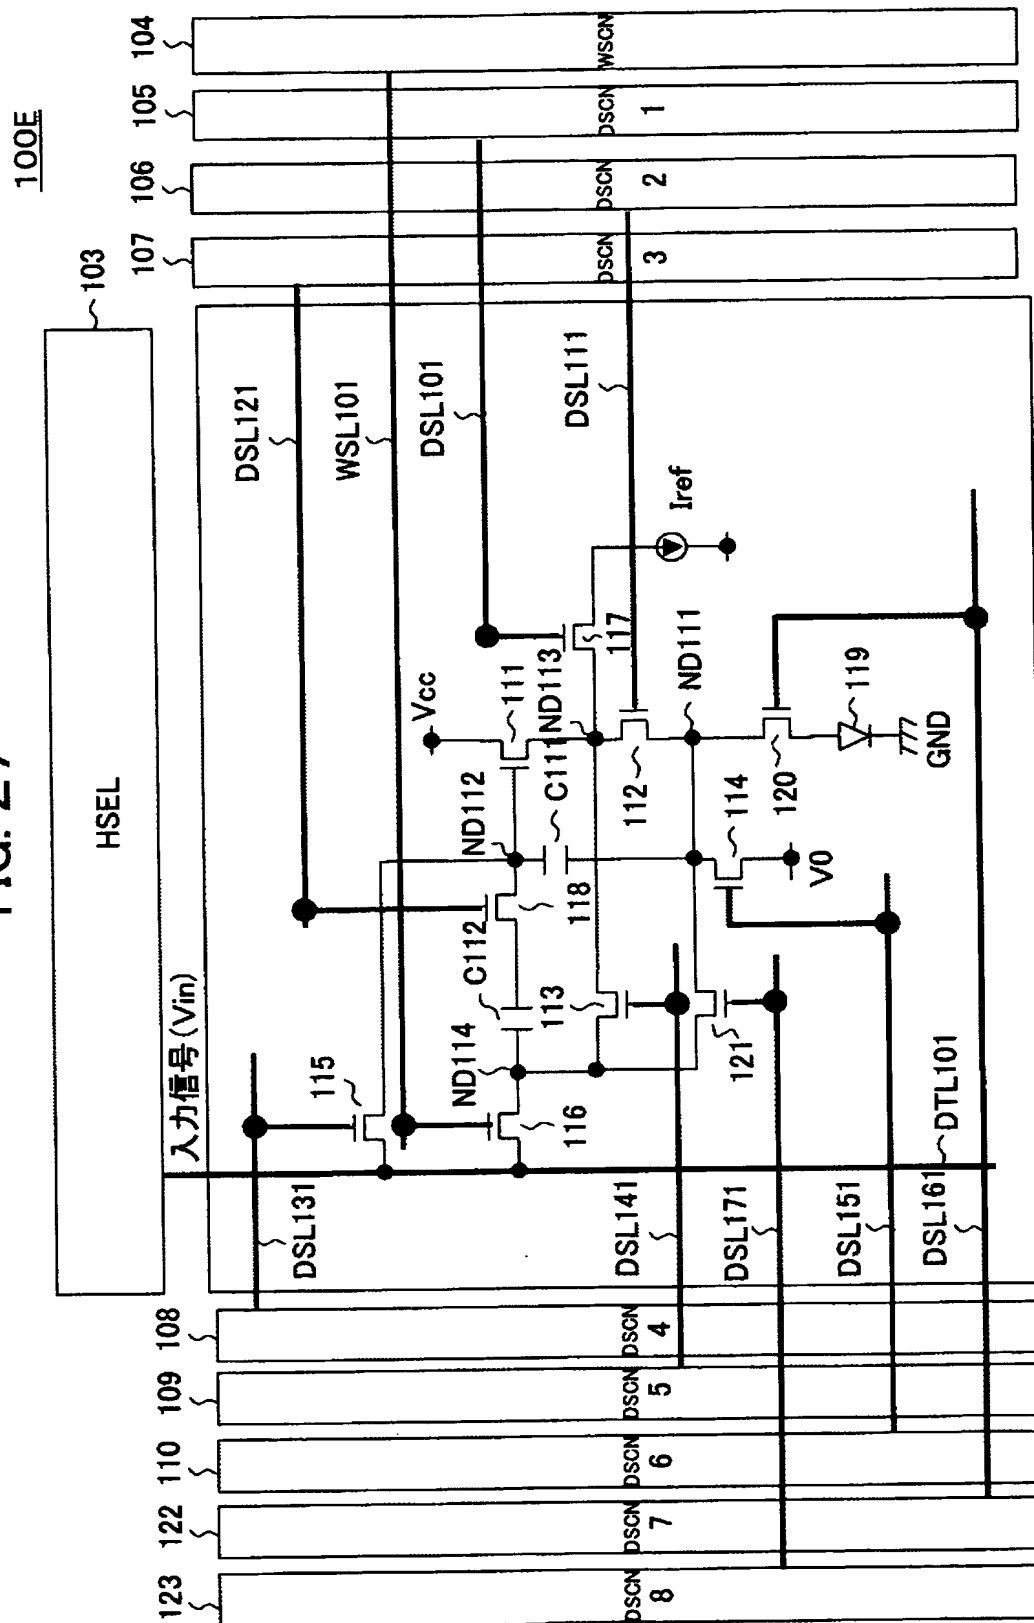 FIG. 27
100E
HSEL
103
107
106
105
104
DSCN
3
DSCN
2
DSCN
1
WSCN
入力信号(Vin)
DSL121
WSL101
DSL101
DSL111
DSL131
115
ND114
116
C112
118
ND112
C111
Vcc
111
ND113
117
Iref
113
112
ND111
121
114
V0
120
119
GND
DSL141
DSL171
DSL151
DSL161
DTL101
108
109
110
122
123
DSCN
4
DSCN
5
DSCN
6
DSCN
7
DSCN
8